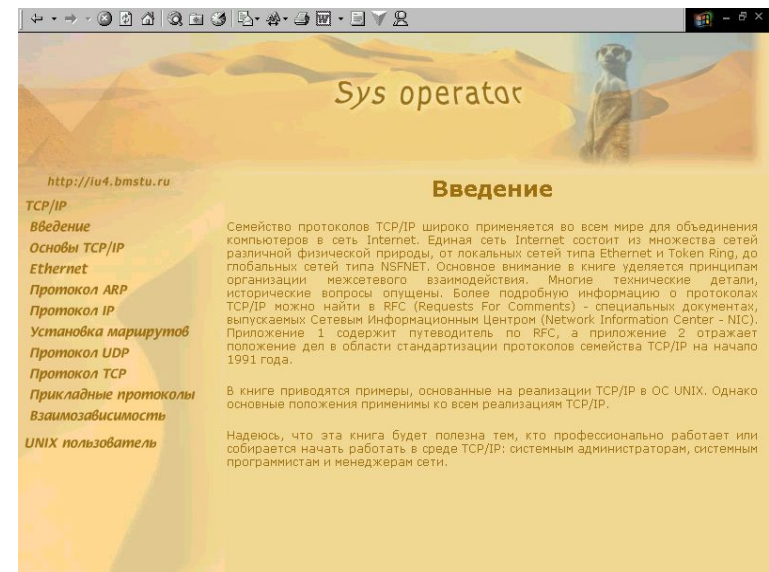 Sys operator
http://iu4.bmstu.ru
TCP/IP
Введение
Основы TCP/IP
Ethernet
Протокол ARP
Протокол IP
Установка маршрутов
Протокол UDP
Протокол TCP
Прикладные протоколы
Взаимозависимость
UNIX пользователь
Введение
Семейство протоколов TCP/IP широко применяется во всем мире для объединения
компьютеров в сеть Internet. Единая сеть Internet состоит из множества сетей
различной физической природы, от локальных сетей типа Ethernet и Token Ring, до
глобальных сетей типа NSFNET. Основное внимание в книге уделяется принципам
организации межсетевого взаимодействия. Многие технические детали,
исторические вопросы опущены. Более подробную информацию о протоколах
TCP/IP можно найти в RFC (Requests For Comments) - специальных документах,
выпускаемых Сетевым Информационным Центром (Network Information Center - NIC).
Приложение 1 содержит путеводитель по RFC, а приложение 2 отражает
положение дел в области стандартизации протоколов семейства TCP/IP на начало
1991 года.
В книге приводятся примеры, основанные на реализации TCP/IP в ОС UNIX. Однако
основные положения применимы ко всем реализациям TCP/IP.
Надеюсь, что эта книга будет полезна тем, кто профессионально работает или
собирается начать работать в среде TCP/IP: системным администраторам, системным
программистам и менеджерам сети.